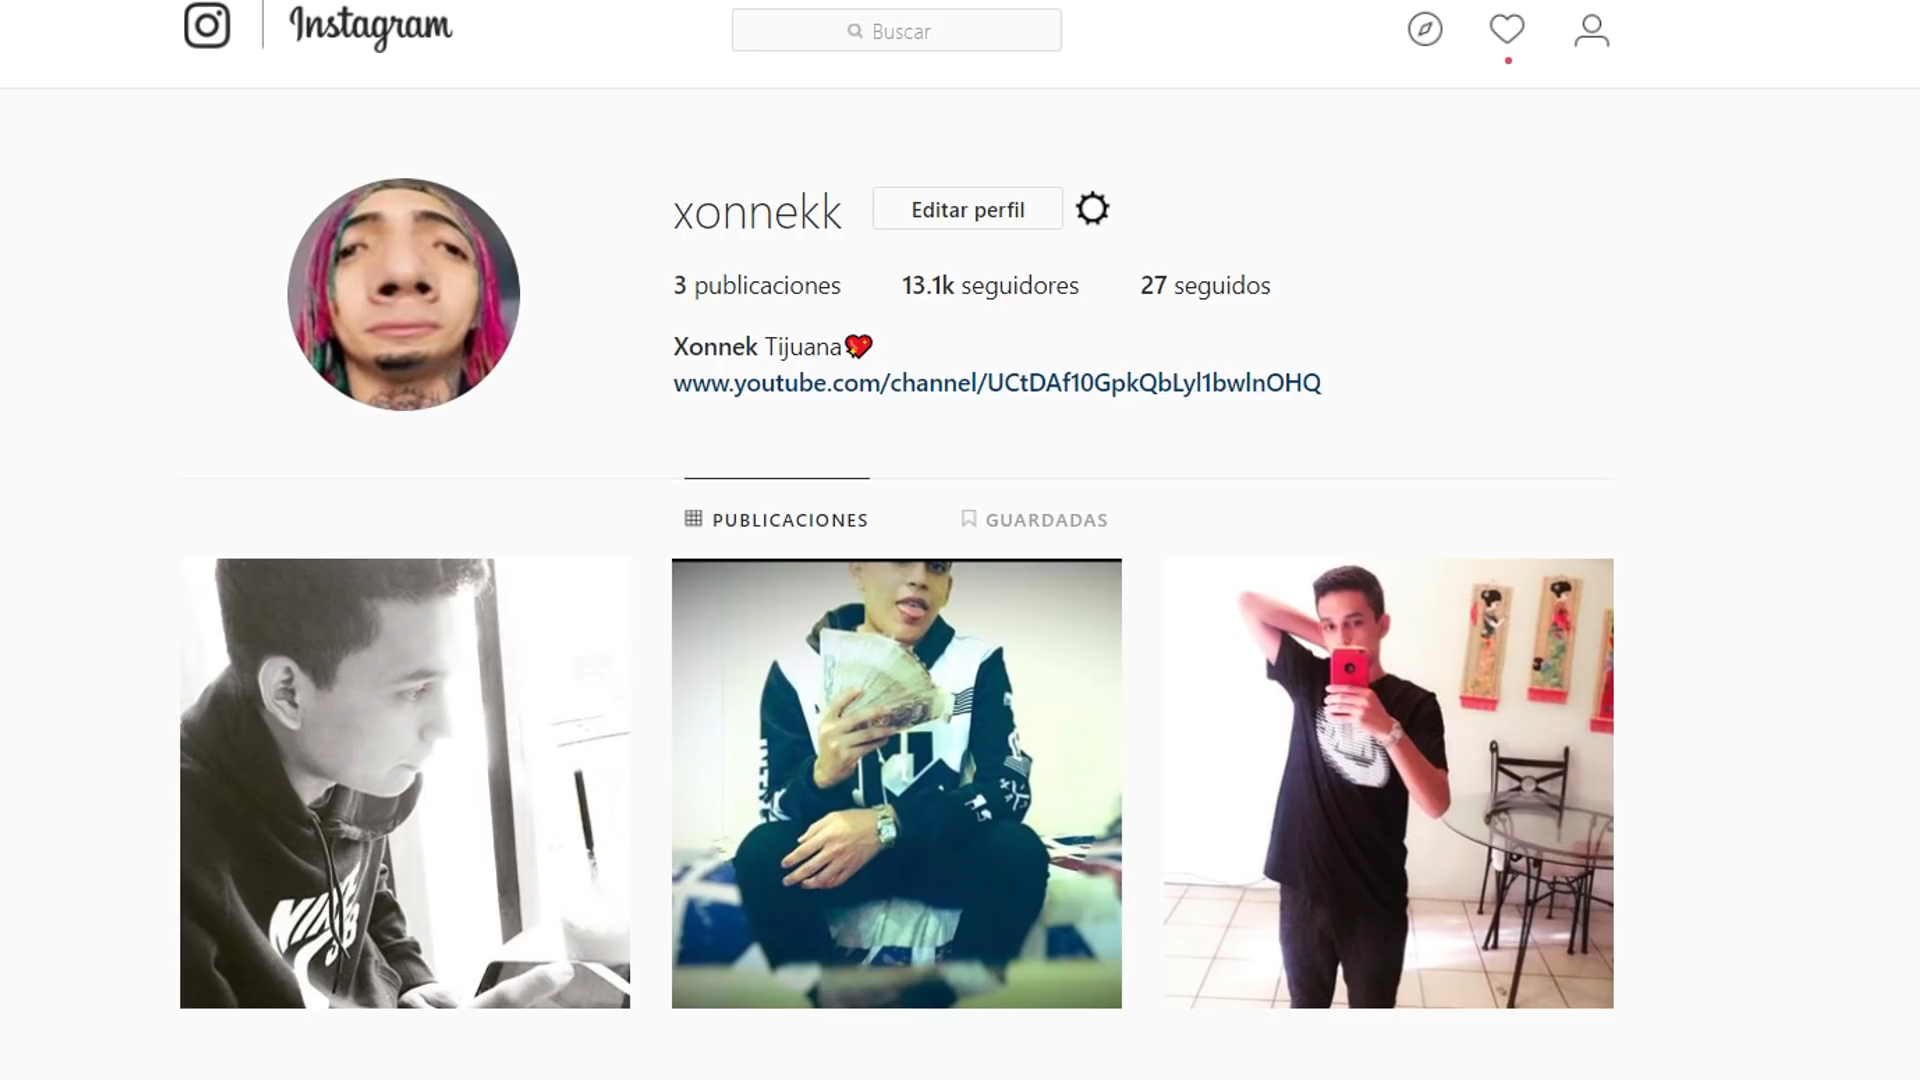 Instagram
Buscar
xonnekk Editar perfil
3 publicaciones 13.1k seguidores 27 seguidos
Xonnek Tijuana💖
www.youtube.com/channel/UCtDAf10GpkQbLyl1bwlnOHQ
PUBLICACIONES GUARDADAS